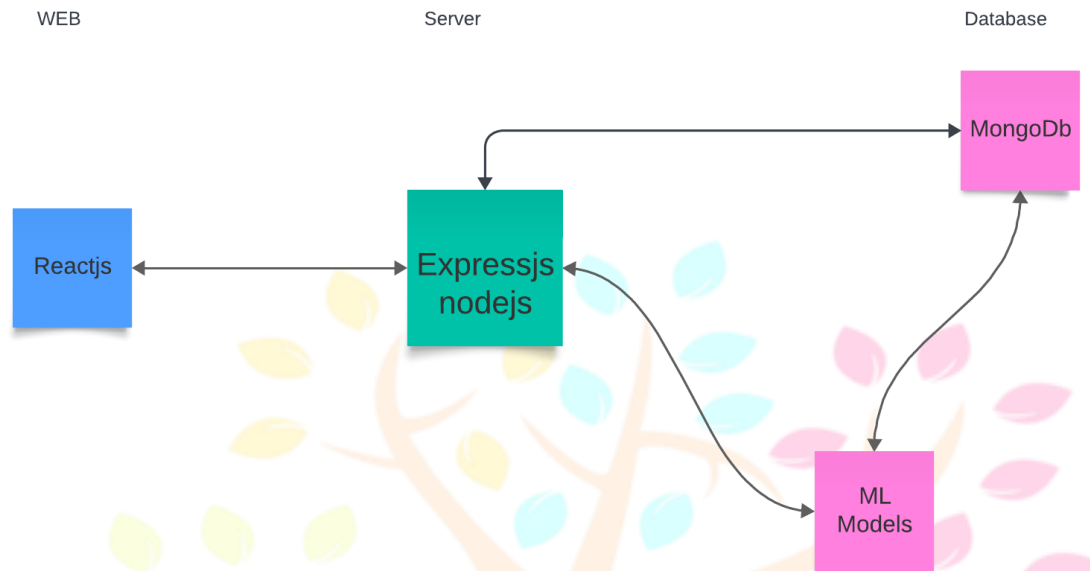 WEB
Server
Database
MongoDb
Reactjs
Expressjs
nodejs
ML
Models